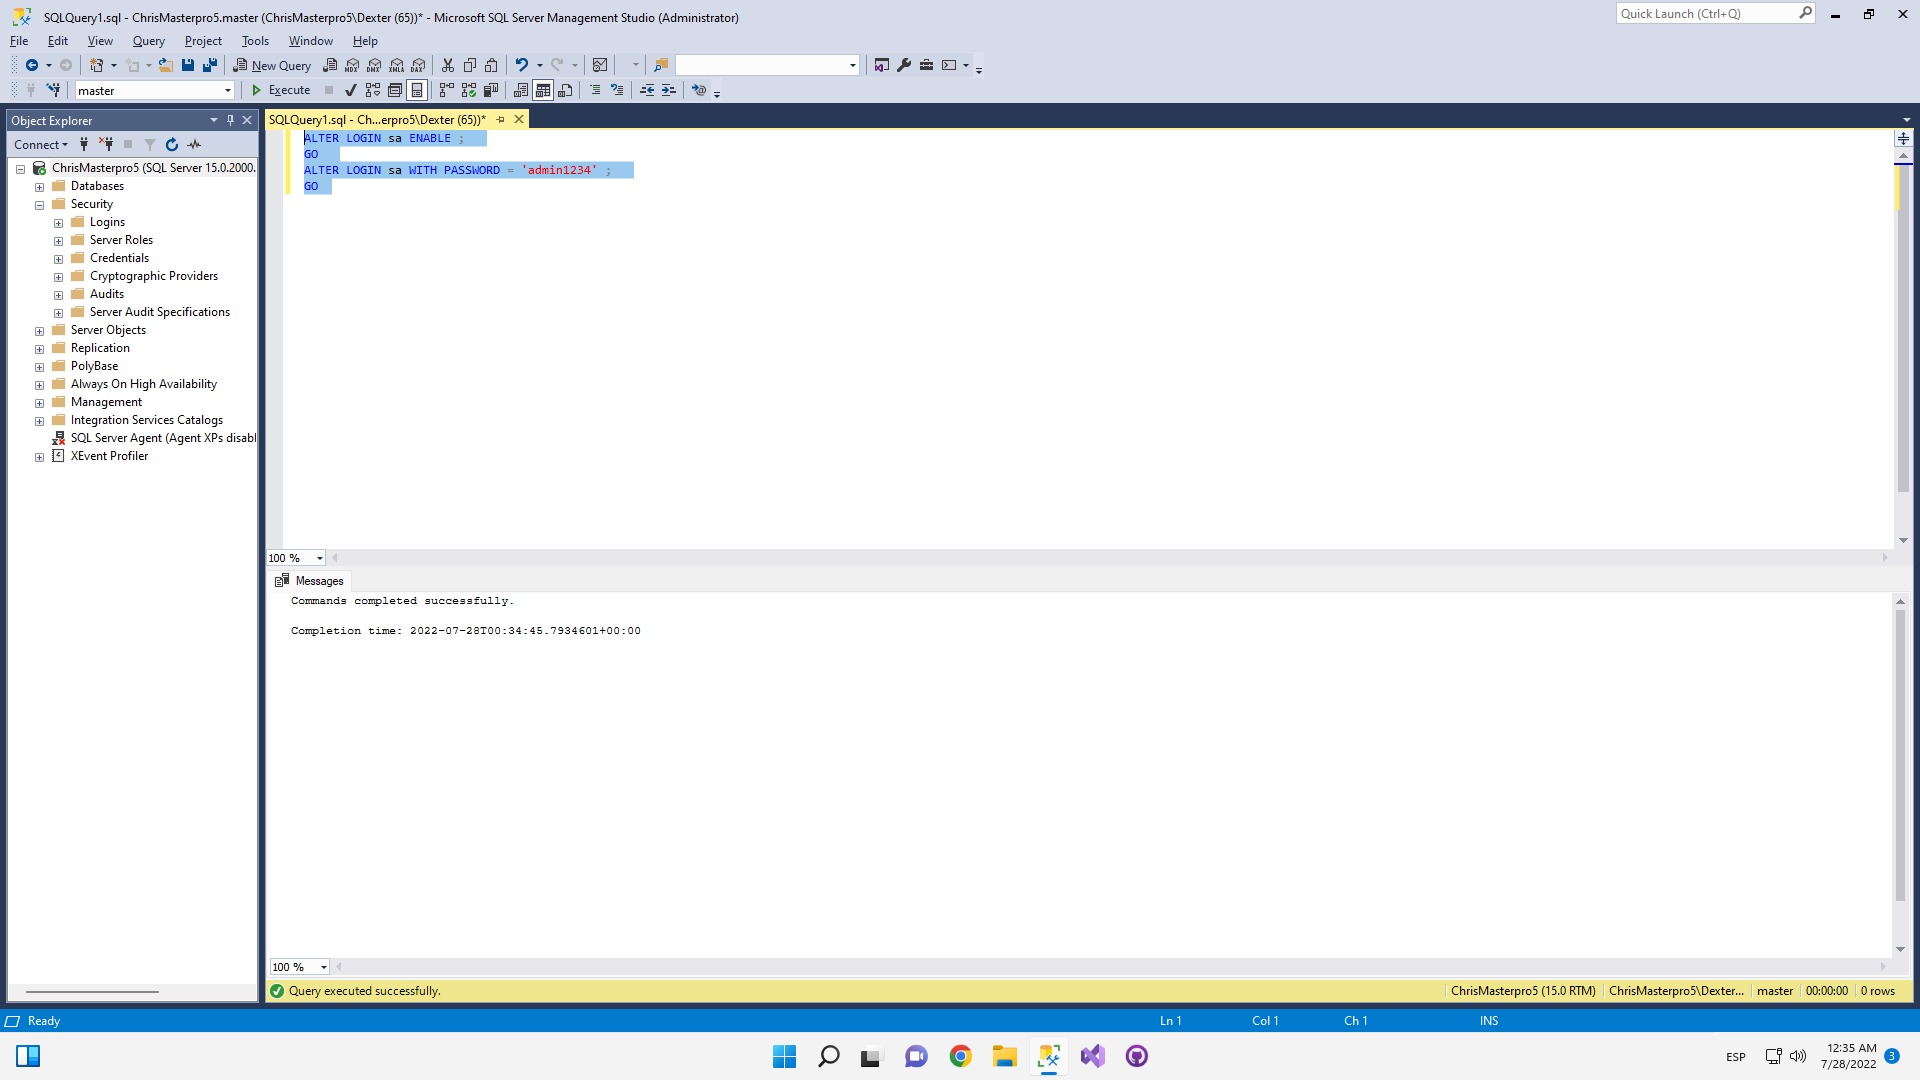 SQLQuery1.sql - ChrisMasterpro5.master (ChrisMasterpro5\Dexter (65))* - Microsoft SQL Server Management Studio (Administrator)
Quick Launch (Ctrl+Q)
File Edit View Query Project Tools Window Help
New Query MDX DMX XMLA DAX
master Execute
Object Explorer
SQLQuery1.sql - Ch...erpro5\Dexter (65))*
Connect
ChrisMasterpro5 (SQL Server 15.0.2000.
Databases
Security
Logins
Server Roles
Credentials
Cryptographic Providers
Audits
Server Audit Specifications
Server Objects
Replication
PolyBase
Always On High Availability
Management
Integration Services Catalogs
SQL Server Agent (Agent XPs disabl
XEvent Profiler
ALTER LOGIN sa ENABLE ;
GO
ALTER LOGIN sa WITH PASSWORD = 'admin1234' ;
GO
100 %
Messages
Commands completed successfully.
Completion time: 2022-07-28T00:34:45.7934601+00:00
100 %
Query executed successfully.
ChrisMasterpro5 (15.0 RTM) ChrisMasterpro5\Dexter... master 00:00:00 0 rows
Ready Ln 1 Col 1 Ch 1 INS
ESP
12:35 AM
7/28/2022
3